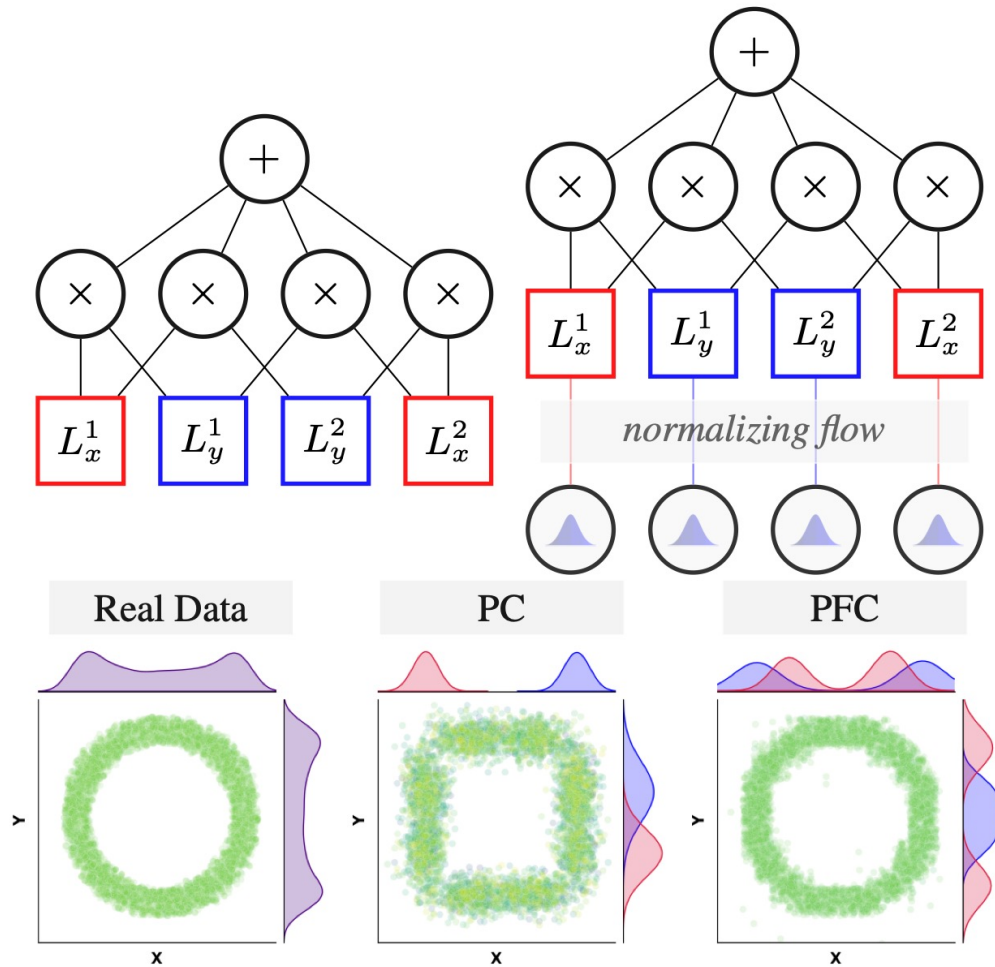 +
× × × ×
L_x^1 L_y^1 L_y^2 L_x^2
+
× × × ×
L_x^1 L_y^1 L_y^2 L_x^2
normalizing flow
Real Data
Y
X
PC
Y
X
PFC
Y
X